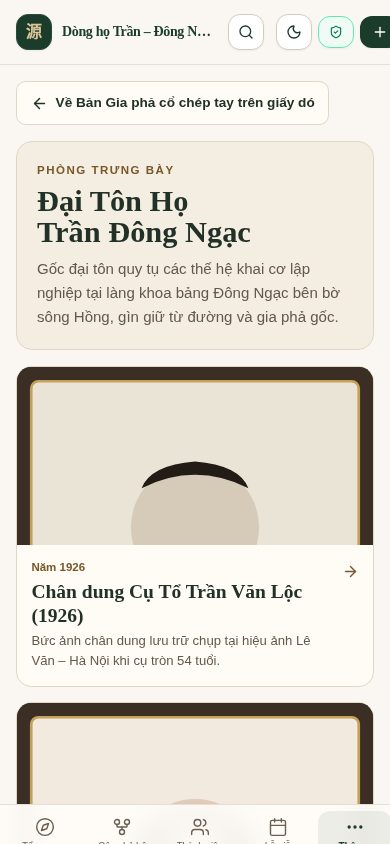 源 Dòng họ Trần – Đông N…
Về Bản Gia phả cổ chép tay trên giấy dó
PHÒNG TRƯNG BÀY
Đại Tôn Họ
Trần Đông Ngạc
Gốc đại tôn quy tụ các thế hệ khai cơ lập
nghiệp tại làng khoa bảng Đông Ngạc bên bờ
sông Hồng, gìn giữ từ đường và gia phả gốc.
Năm 1926
Chân dung Cụ Tổ Trần Văn Lộc
(1926)
Bức ảnh chân dung lưu trữ chụp tại hiệu ảnh Lê
Văn – Hà Nội khi cụ tròn 54 tuổi.